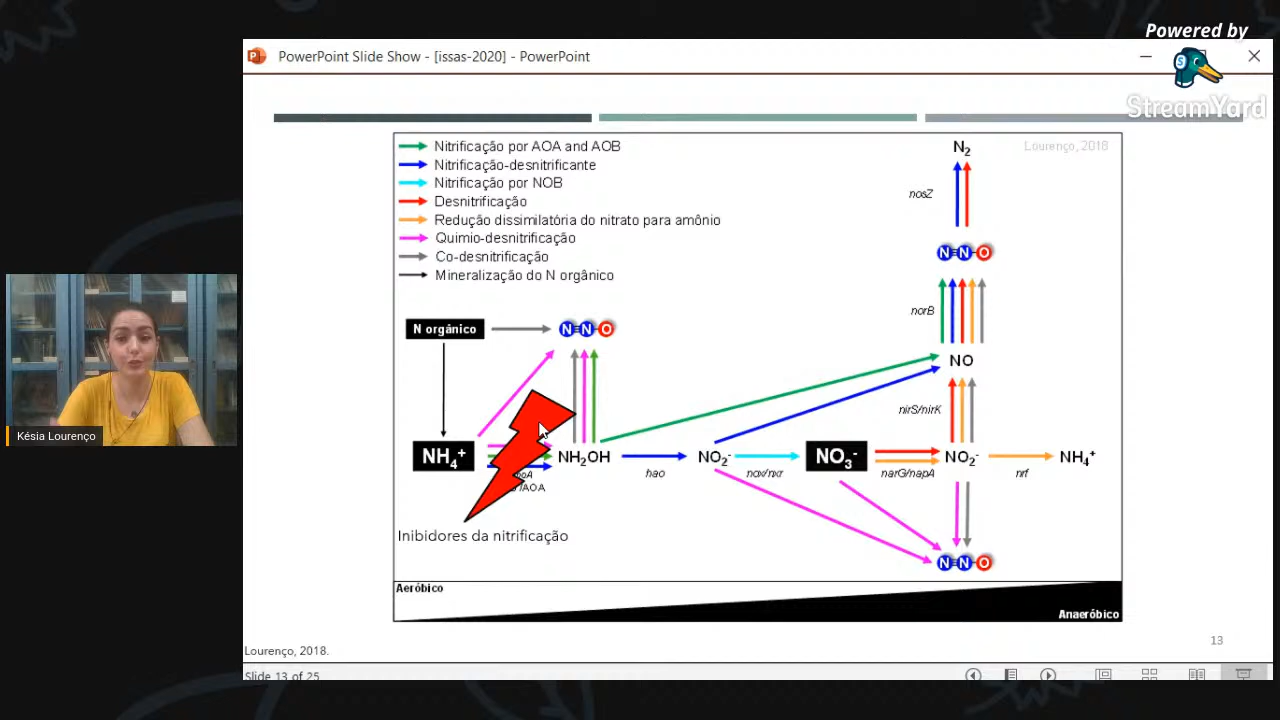 Powered by
StreamYard
PowerPoint Slide Show - [issas-2020] - PowerPoint
Lourenço, 2018
Nitrificação por AOA and AOB
Nitrificação-desnitrificante
Nitrificação por NOB
Desnitrificação
Redução dissimilatória do nitrato para amônio
Quimio-desnitrificação
Co-desnitrificação
Mineralização do N orgânico
N₂
nosZ
N=N-O
norB
N orgânico
N=N-O
NO
nirS/nirK
Késia Lourenço
NH₄⁺
NH₂OH
NO₂⁻
NO₃⁻
NO₂⁻
NH₄⁺
hao
nox/nxr
narG/napA
nrf
/AOA
Inibidores da nitrificação
N=N-O
Aeróbico
Anaeróbico
13
Lourenço, 2018.
Slide 13 of 25